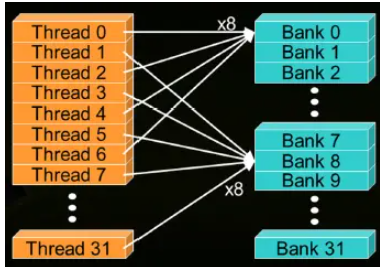 Thread 0
Thread 1
Thread 2
Thread 3
Thread 4
Thread 5
Thread 6
Thread 7
Thread 31
x8
x8
Bank 0
Bank 1
Bank 2
Bank 7
Bank 8
Bank 9
Bank 31